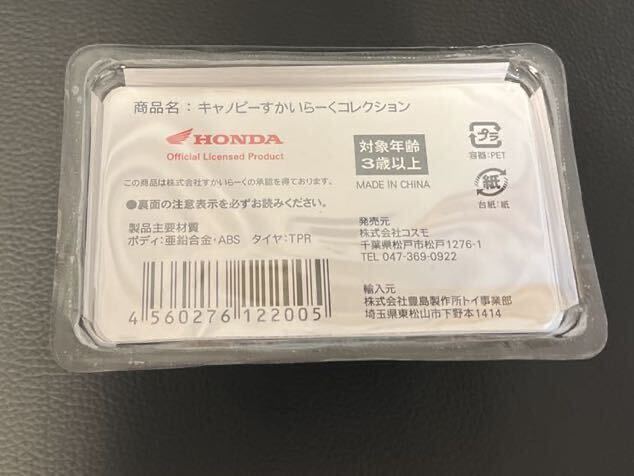 商品名：キャノピーすかいらーくコレクション
HONDA
Official Licensed Product
対象年齢
3歳以上
MADE IN CHINA
プラ
容器:PET
紙
台紙:紙
この商品は株式会社すかいらーくの承認を得ております。
●裏面の注意表示を必ずお読みください。
製品主要材質
ボディ:亜鉛合金・ABS タイヤ:TPR
発売元
株式会社コスモ
千葉県松戸市松戸1276-1
TEL 047-369-0922
輸入元
株式会社豊島製作所トイ事業部
埼玉県東松山市下野本1414
4 560276 122005